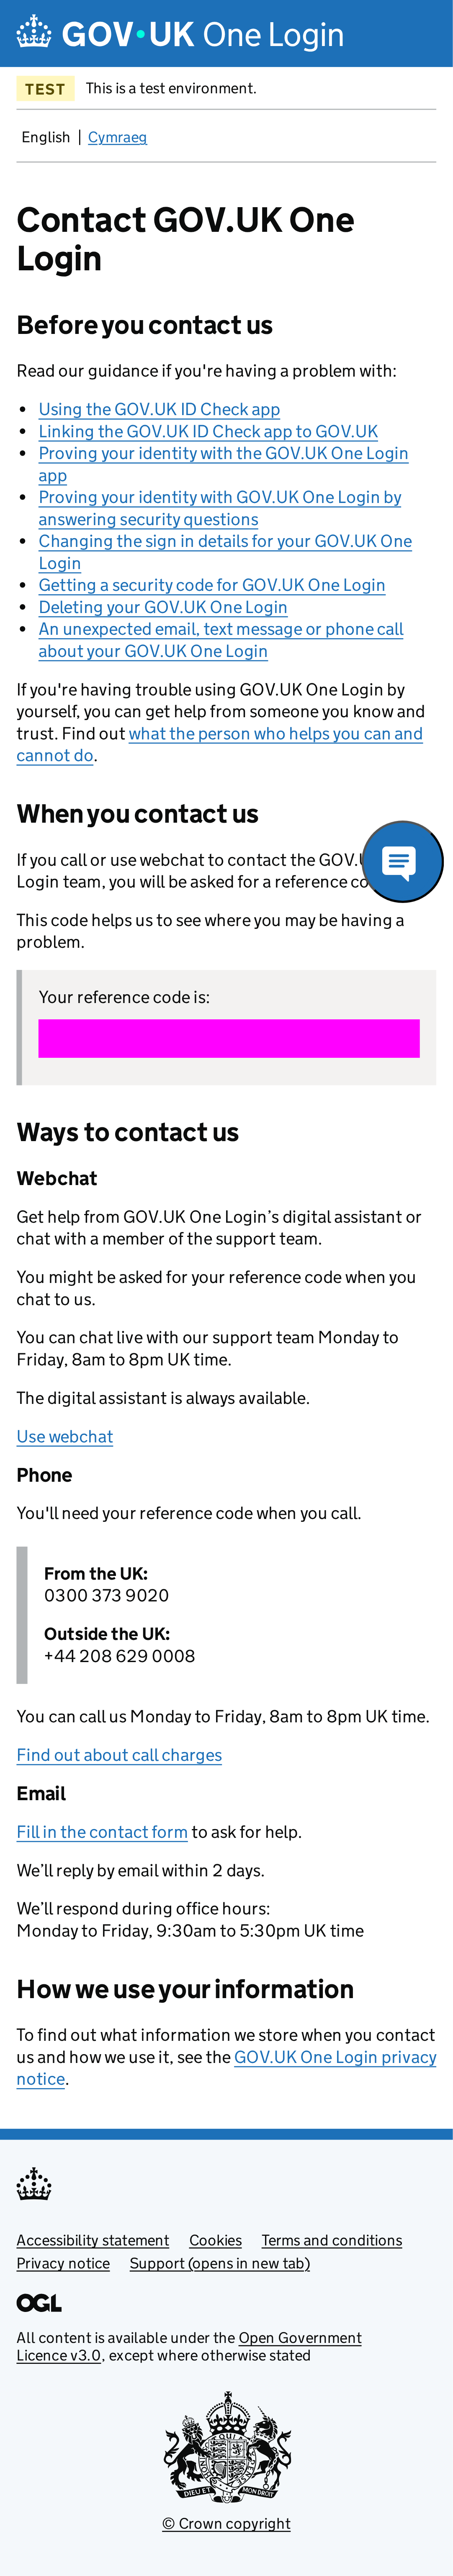 GOV·UK One Login
TEST This is a test environment.
English | Cymraeg
Contact GOV.UK One
Login
Before you contact us
Read our guidance if you're having a problem with:
• Using the GOV.UK ID Check app
• Linking the GOV.UK ID Check app to GOV.UK
• Proving your identity with the GOV.UK One Login
app
• Proving your identity with GOV.UK One Login by
answering security questions
• Changing the sign in details for your GOV.UK One
Login
• Getting a security code for GOV.UK One Login
• Deleting your GOV.UK One Login
• An unexpected email, text message or phone call
about your GOV.UK One Login
If you're having trouble using GOV.UK One Login by
yourself, you can get help from someone you know and
trust. Find out what the person who helps you can and
cannot do.
When you contact us
If you call or use webchat to contact the
Login team, you will be asked for a reference
This code helps us to see where you may be having a
problem.
Your reference code is:
Ways to contact us
Webchat
Get help from GOV.UK One Login’s digital assistant or
chat with a member of the support team.
You might be asked for your reference code when you
chat to us.
You can chat live with our support team Monday to
Friday, 8am to 8pm UK time.
The digital assistant is always available.
Use webchat
Phone
You'll need your reference code when you call.
From the UK:
0300 373 9020
Outside the UK:
+44 208 629 0008
You can call us Monday to Friday, 8am to 8pm UK time.
Find out about call charges
Email
Fill in the contact form to ask for help.
We’ll reply by email within 2 days.
We’ll respond during office hours:
Monday to Friday, 9:30am to 5:30pm UK time
How we use your information
To find out what information we store when you contact
us and how we use it, see the GOV.UK One Login privacy
notice.
Accessibility statement Cookies Terms and conditions
Privacy notice Support (opens in new tab)
OGL
All content is available under the Open Government
Licence v3.0, except where otherwise stated
DIEU ET MON DROIT
© Crown copyright